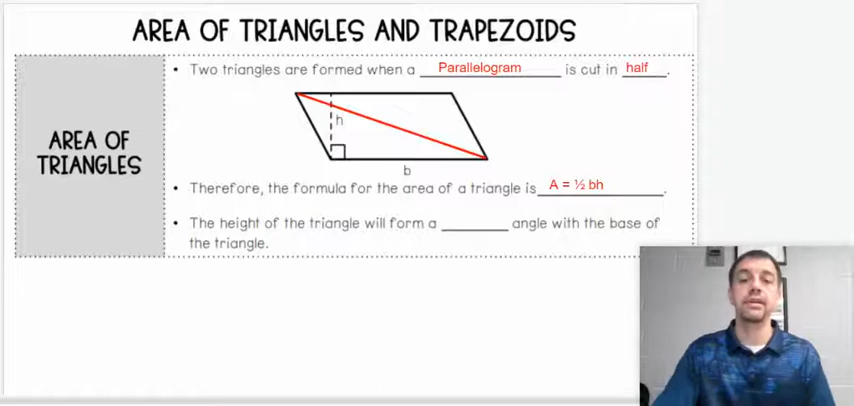 AREA OF TRIANGLES AND TRAPEZOIDS
AREA OF
TRIANGLES
• Two triangles are formed when a Parallelogram is cut in half.
h
b
• Therefore, the formula for the area of a triangle is A = ½ bh.
• The height of the triangle will form a ________ angle with the base of
the triangle.